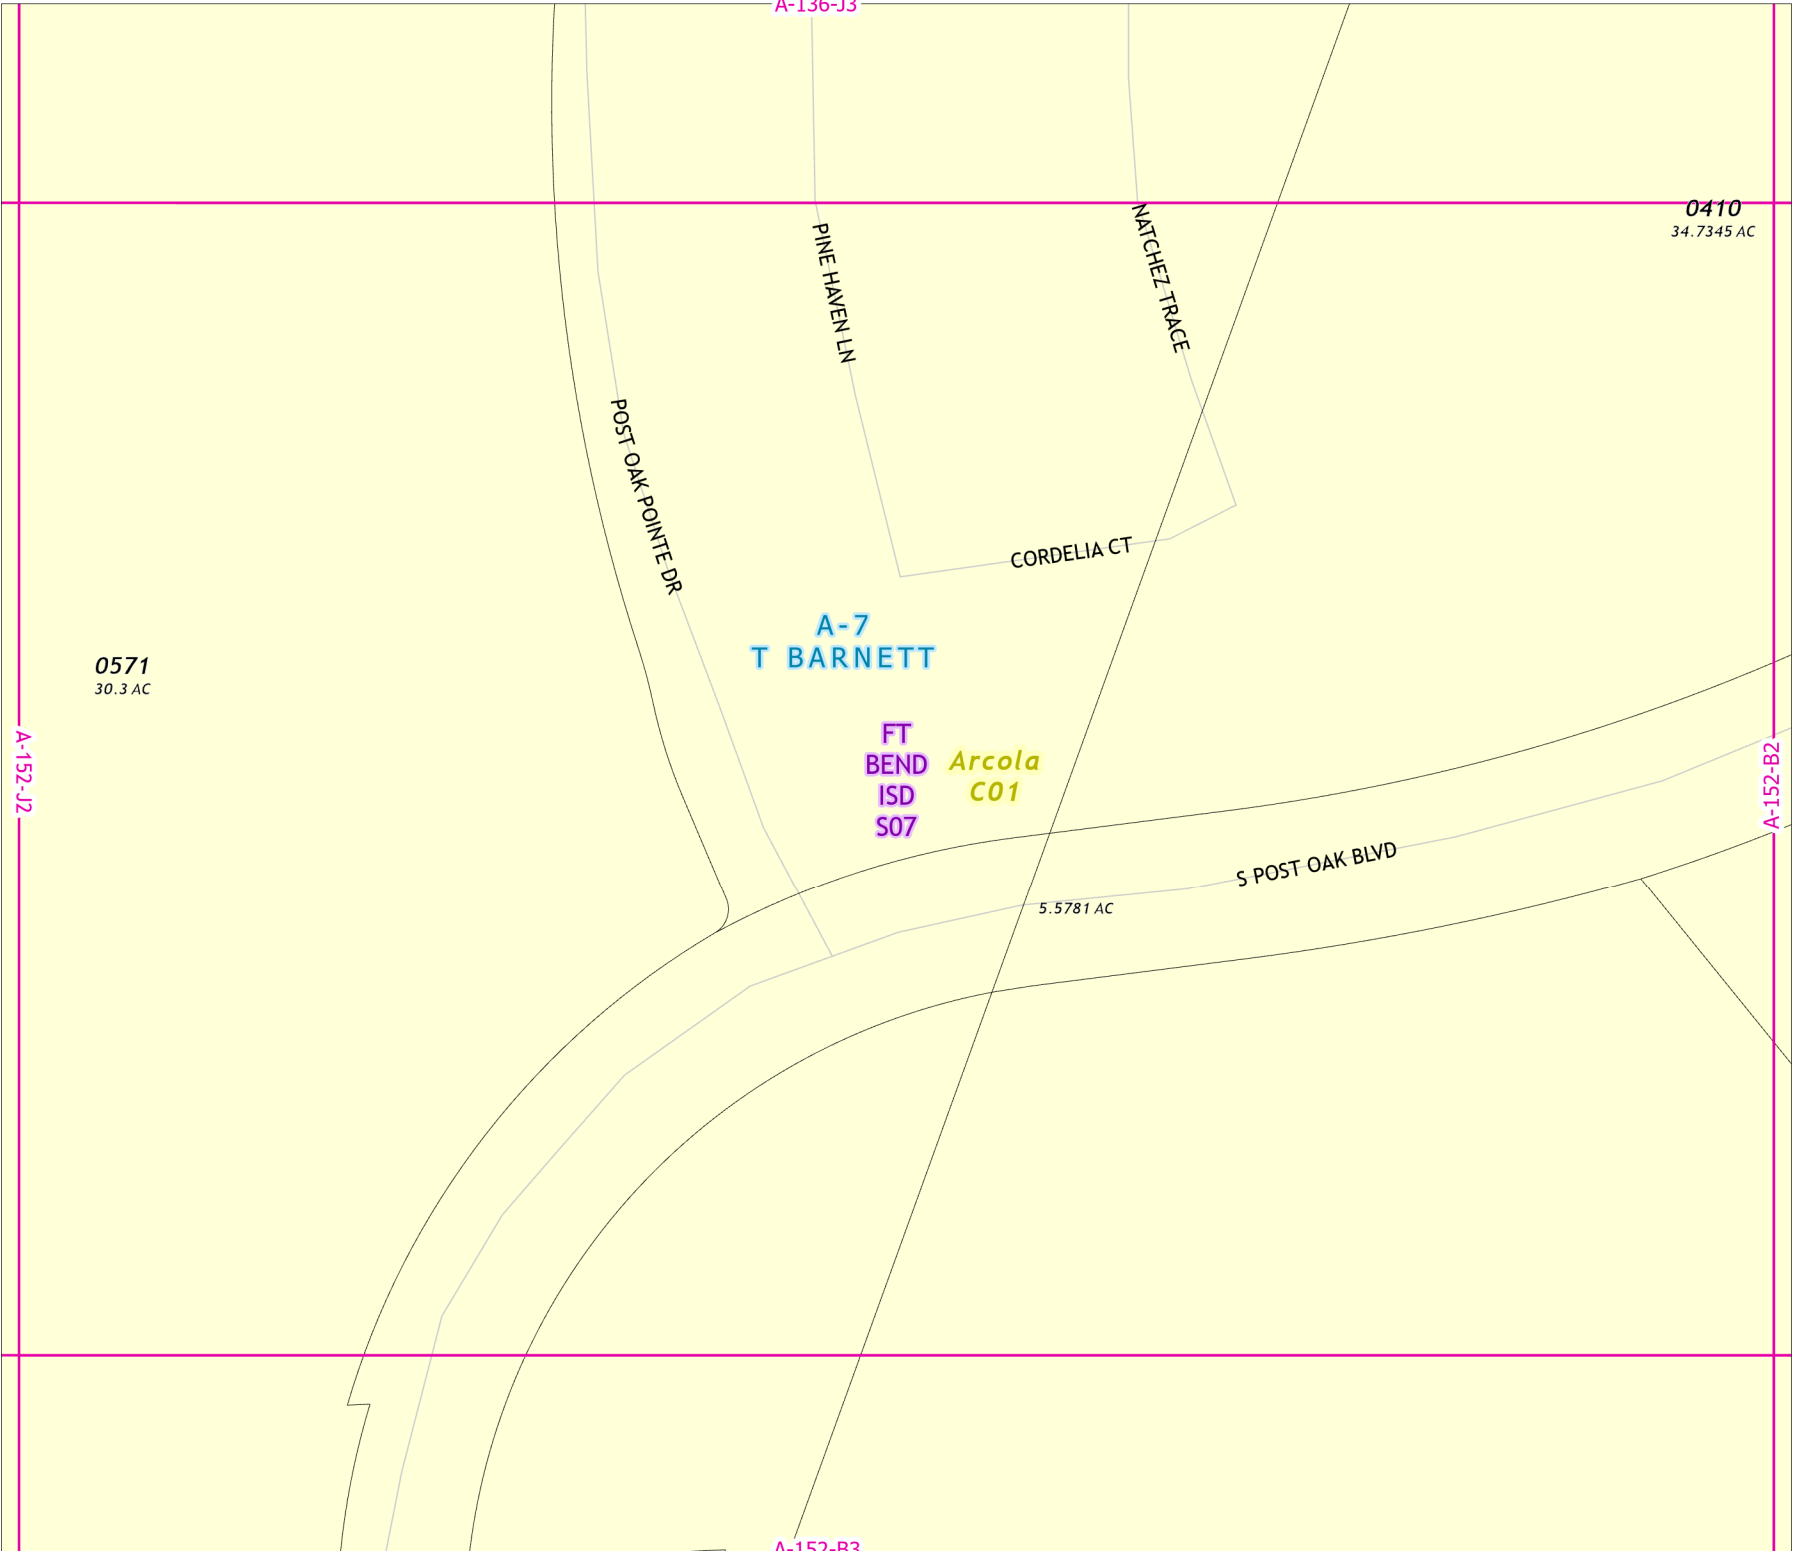 A-136-J3
0410
34.7345 AC
PINE HAVEN LN
NATCHEZ TRACE
POST OAK POINTE DR
CORDELIA CT
A-7
T BARNETT
0571
30.3 AC
FT
BEND
ISD
S07
Arcola
C01
A-152-J2
A-152-B2
S POST OAK BLVD
5.5781 AC
A-152-B3